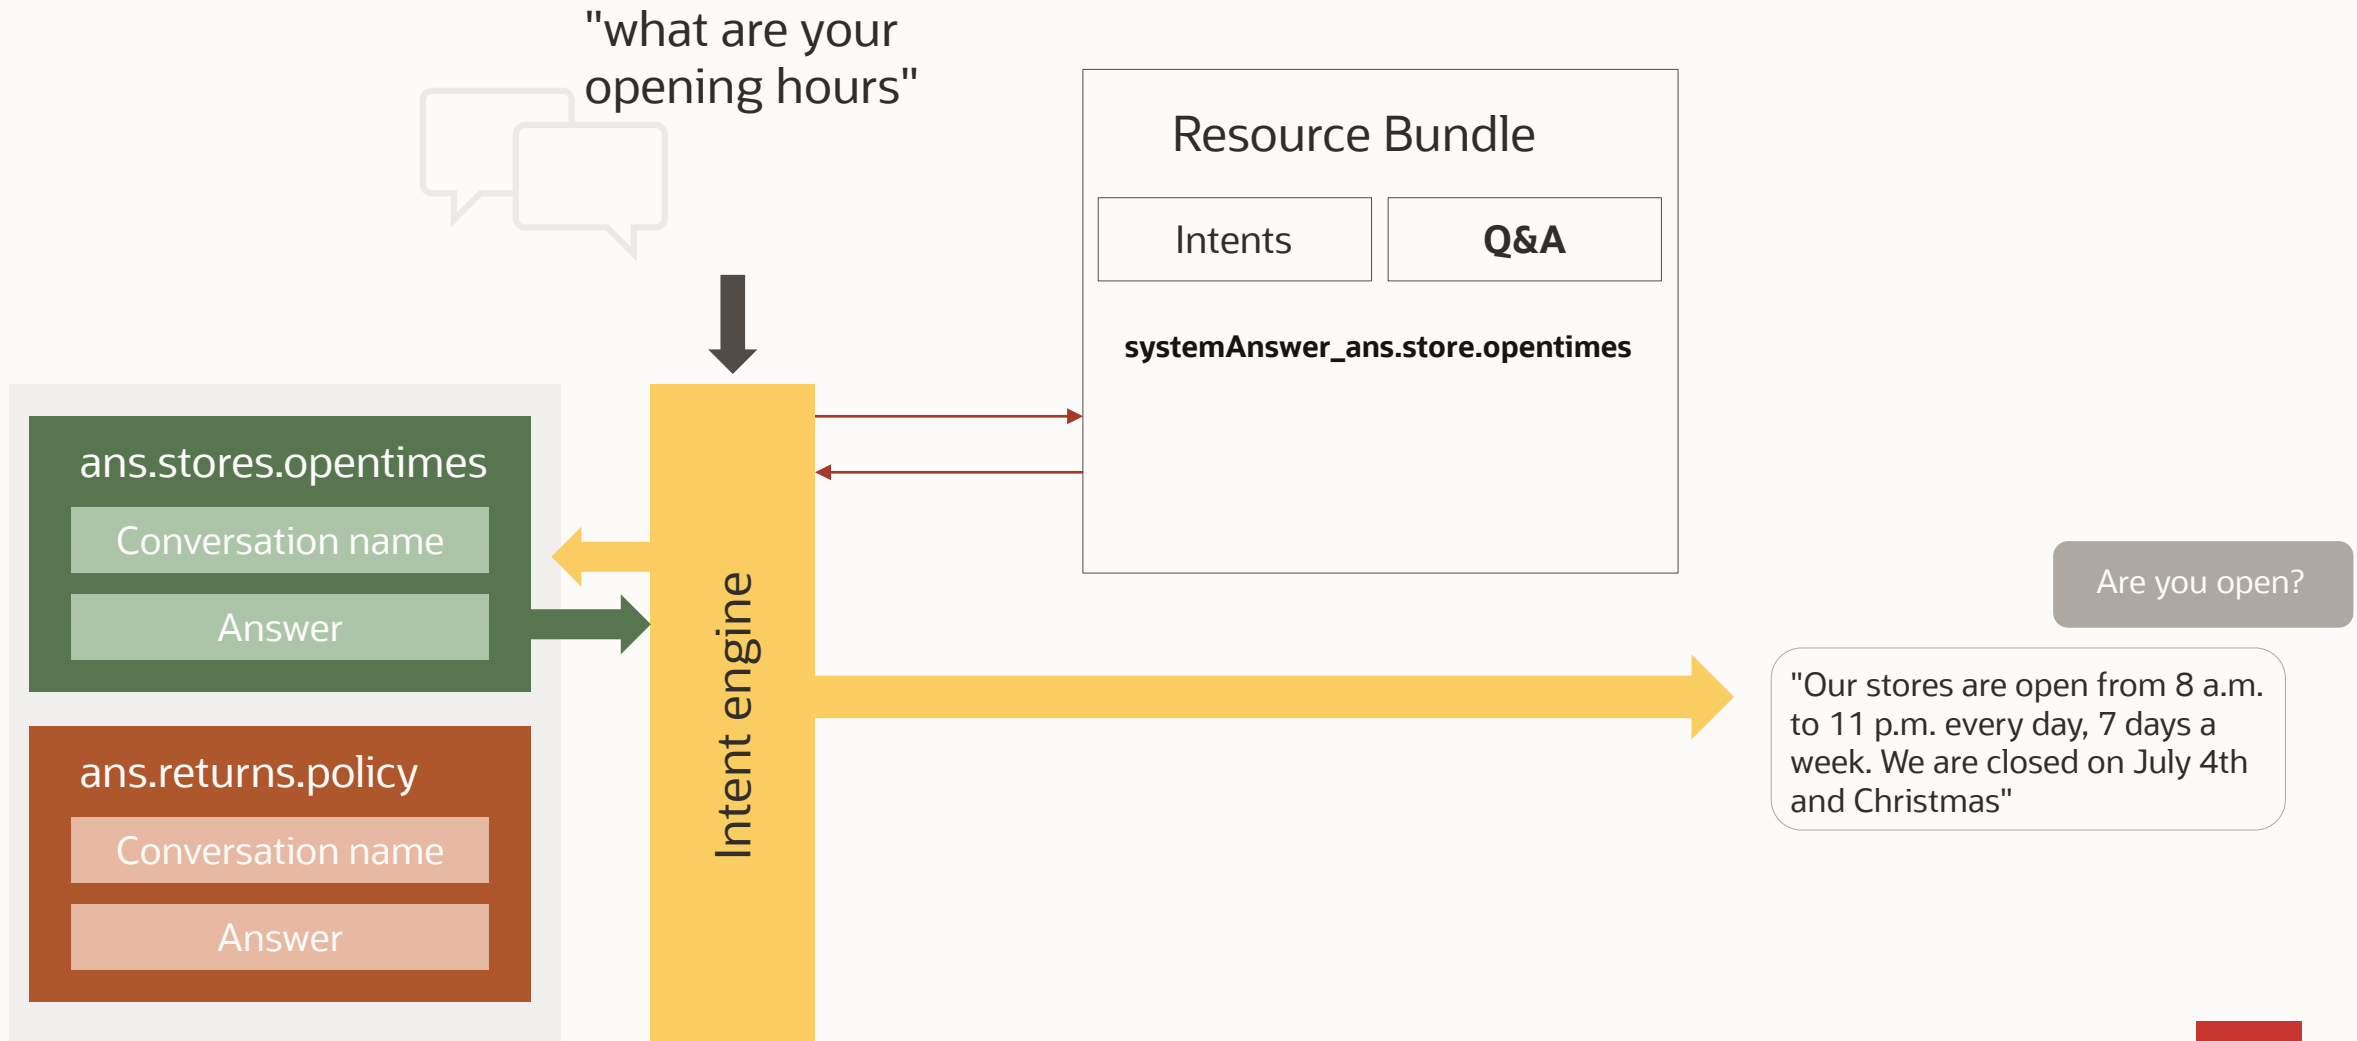 "what are your
opening hours"
Resource Bundle
Intents
Q&A
systemAnswer_ans.store.opentimes
ans.stores.opentimes
Conversation name
Answer
ans.returns.policy
Conversation name
Answer
Intent engine
Are you open?
"Our stores are open from 8 a.m.
to 11 p.m. every day, 7 days a
week. We are closed on July 4th
and Christmas"